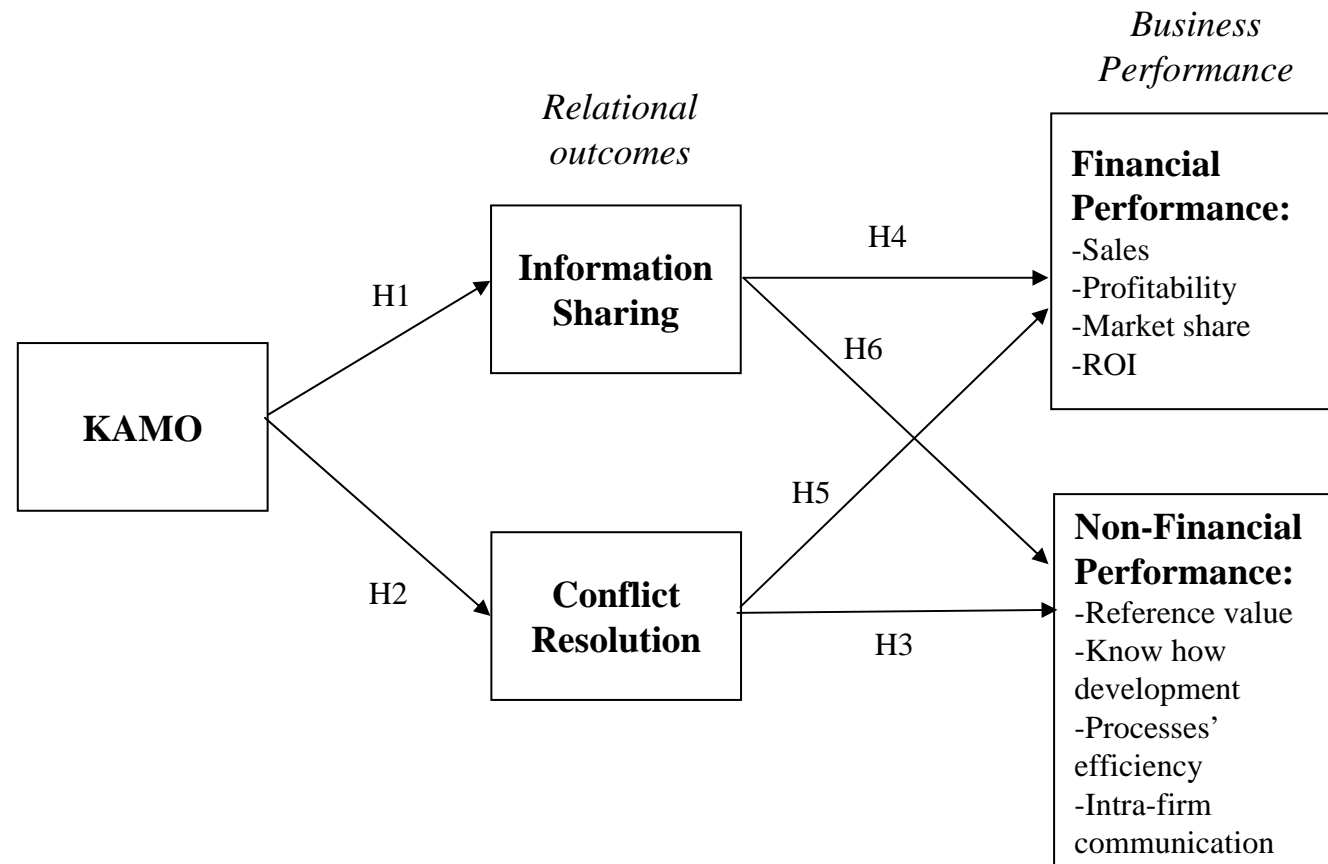 Business
Performance
Relational
outcomes
Financial
Performance:
-Sales
-Profitability
-Market share
-ROI
H4
Information
Sharing
H1
H6
KAMO
H5
Non-Financial
Performance:
-Reference value
-Know how
development
-Processes’
efficiency
-Intra-firm
communication
H2
Conflict
Resolution
H3